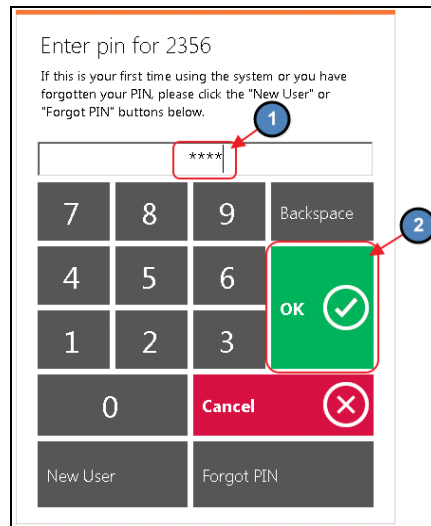 Enter pin for 2356
If this is your first time using the system or you have
forgotten your PIN, please click the "New User" or
"Forgot PIN" buttons below.
1
****
7 8 9 Backspace
2
4 5 6
OK
1 2 3
0 Cancel
New User Forgot PIN